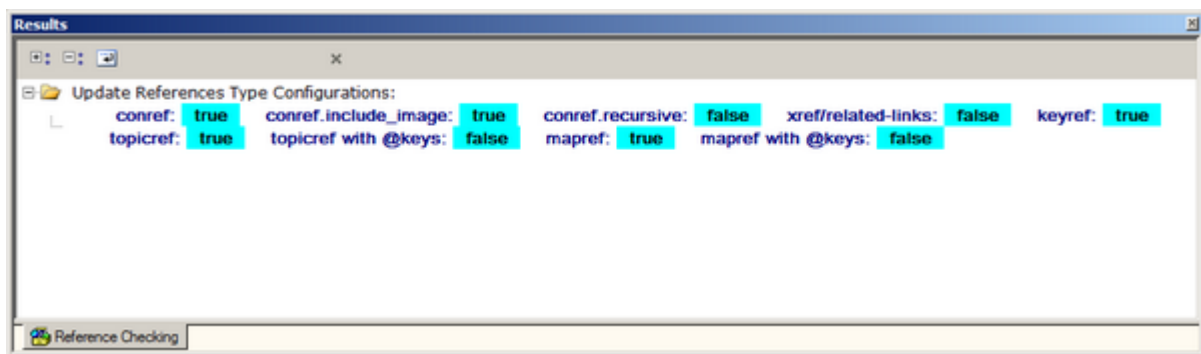 Results
Update References Type Configurations:
conref: true conref.include_image: true conref.recursive: false xref/related-links: false keyref: true
topicref: true topicref with @keys: false mapref: true mapref with @keys: false
Reference Checking